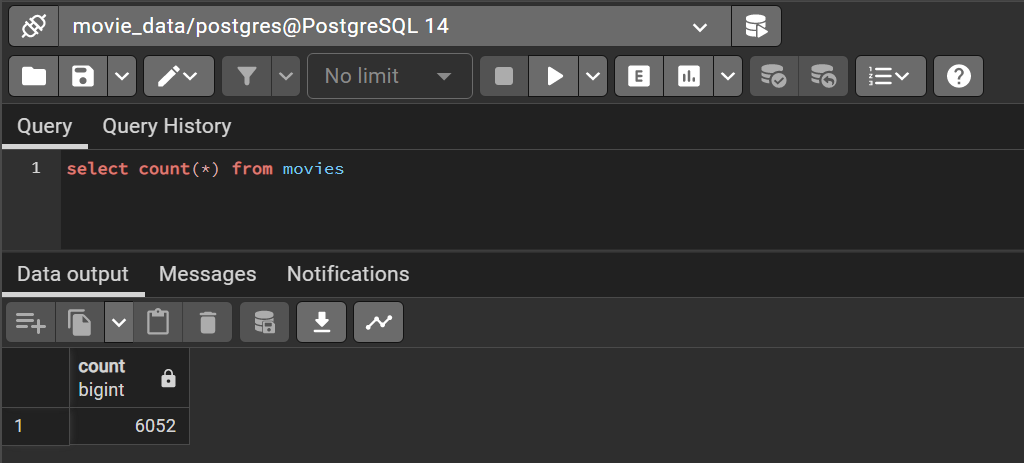 movie_data/postgres@PostgreSQL 14
No limit
E
Query Query History
1 select count(*) from movies
Data output Messages Notifications
count
bigint
1 6052